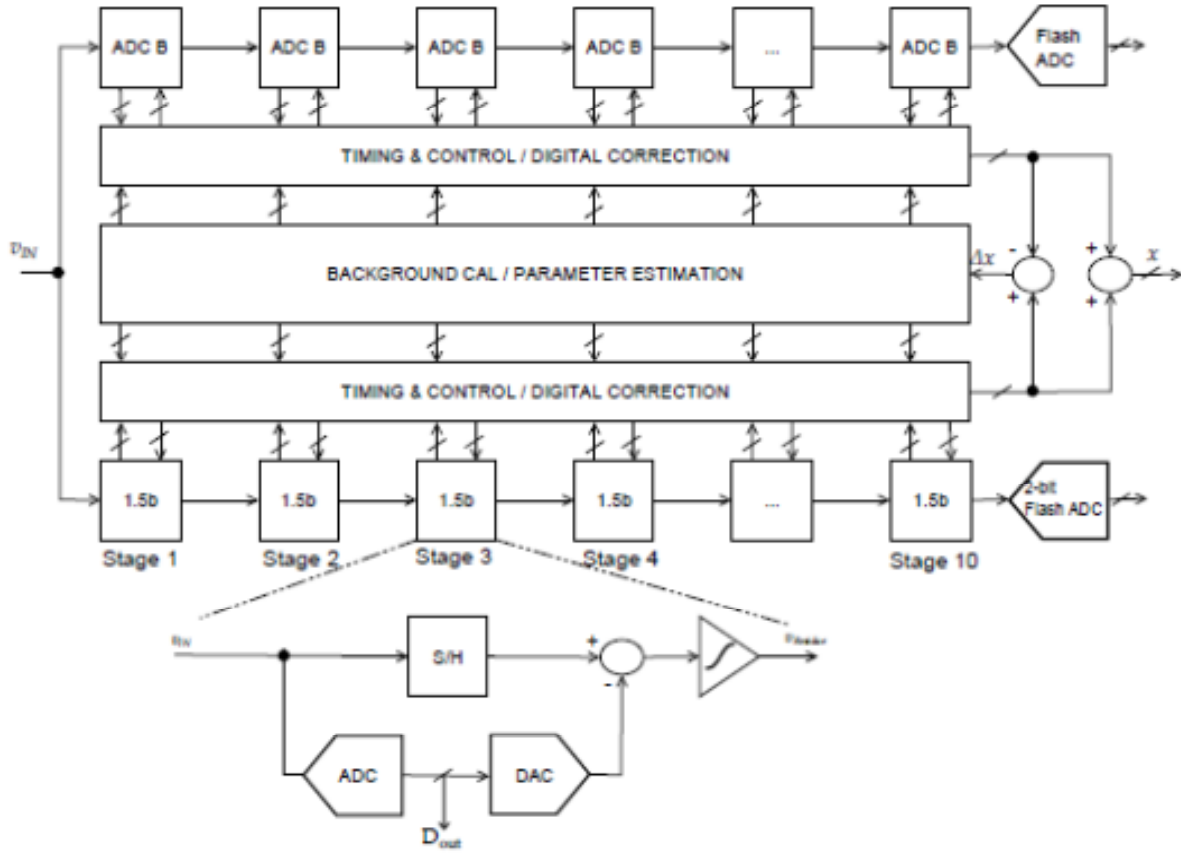 ADC B
ADC B
ADC B
ADC B
...
ADC B
Flash
ADC
TIMING & CONTROL / DIGITAL CORRECTION
v_IN
BACKGROUND CAL / PARAMETER ESTIMATION
Δx
-
+
+
+
x
TIMING & CONTROL / DIGITAL CORRECTION
1.5b
1.5b
1.5b
1.5b
...
1.5b
2-bit
Flash ADC
Stage 1
Stage 2
Stage 3
Stage 4
Stage 10
S/H
+
-
ADC
DAC
D_out